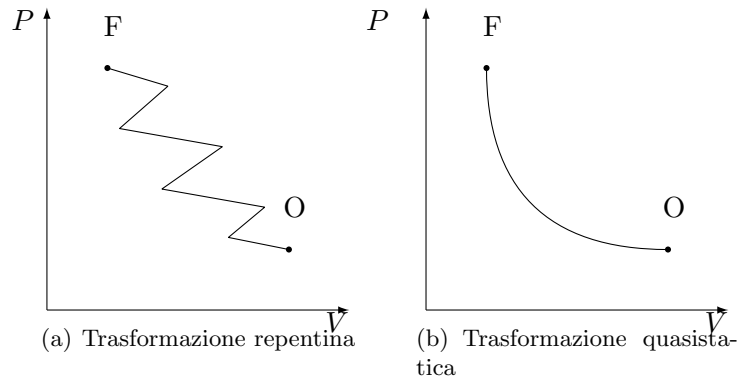 P
F
O
V
(a) Trasformazione repentina
P
F
O
V
(b) Trasformazione quasista-
tica